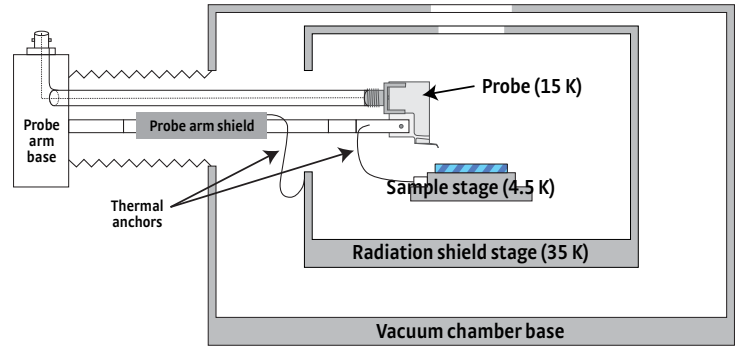 Probe (15 K)
Probe
arm
base
Probe arm shield
Thermal
anchors
Sample stage (4.5 K)
Radiation shield stage (35 K)
Vacuum chamber base